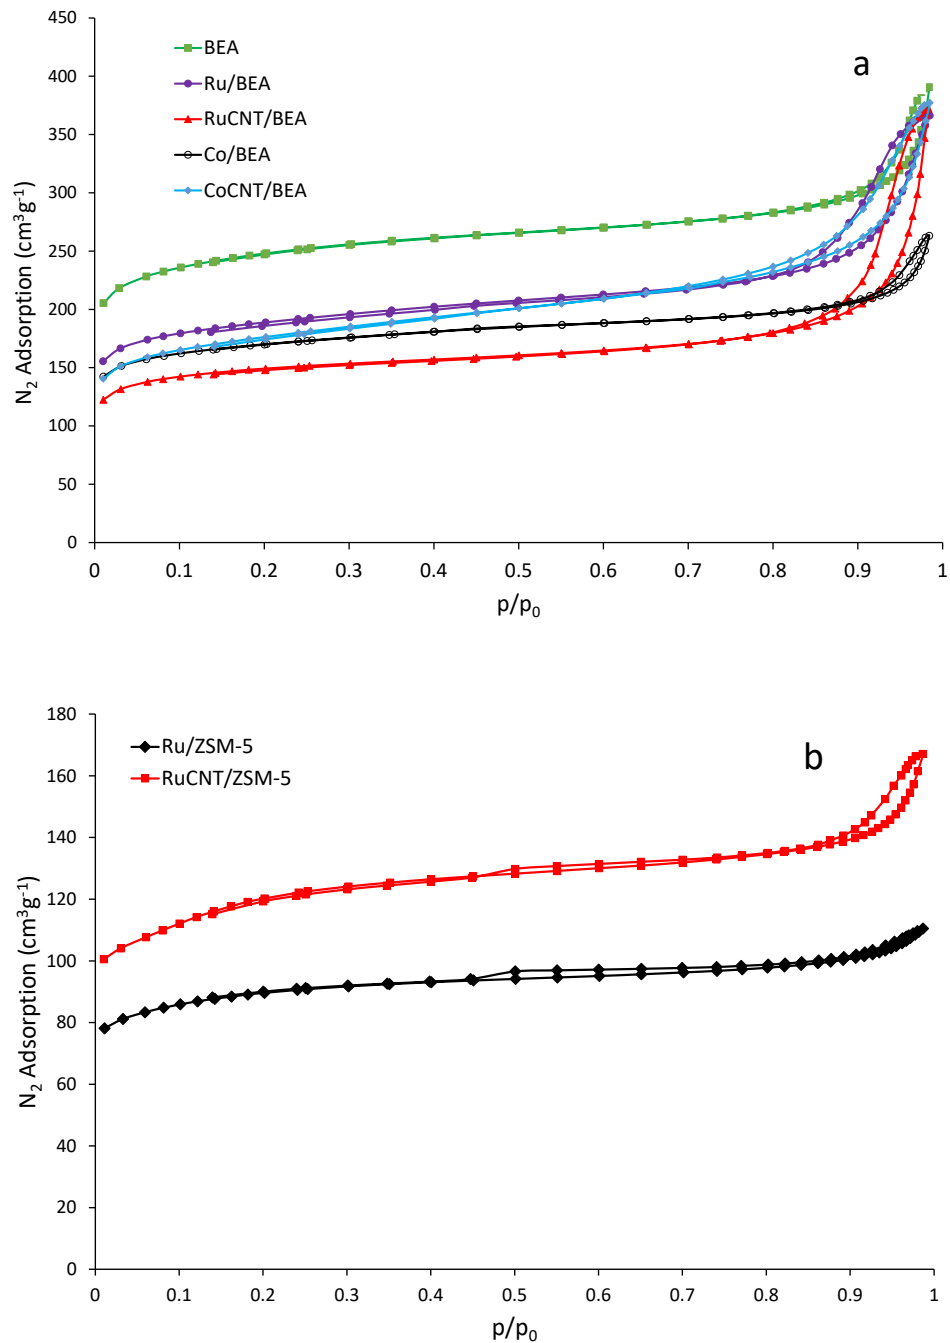 450
400
350
300
250
200
150
100
50
0
N2 Adsorption (cm3g-1)
BEA
Ru/BEA
RuCNT/BEA
Co/BEA
CoCNT/BEA
a
0 0.1 0.2 0.3 0.4 0.5 0.6 0.7 0.8 0.9 1
p/p0
180
160
140
120
100
80
60
40
20
0
N2 Adsorption (cm3g-1)
Ru/ZSM-5
RuCNT/ZSM-5
b
0 0.1 0.2 0.3 0.4 0.5 0.6 0.7 0.8 0.9 1
p/p0